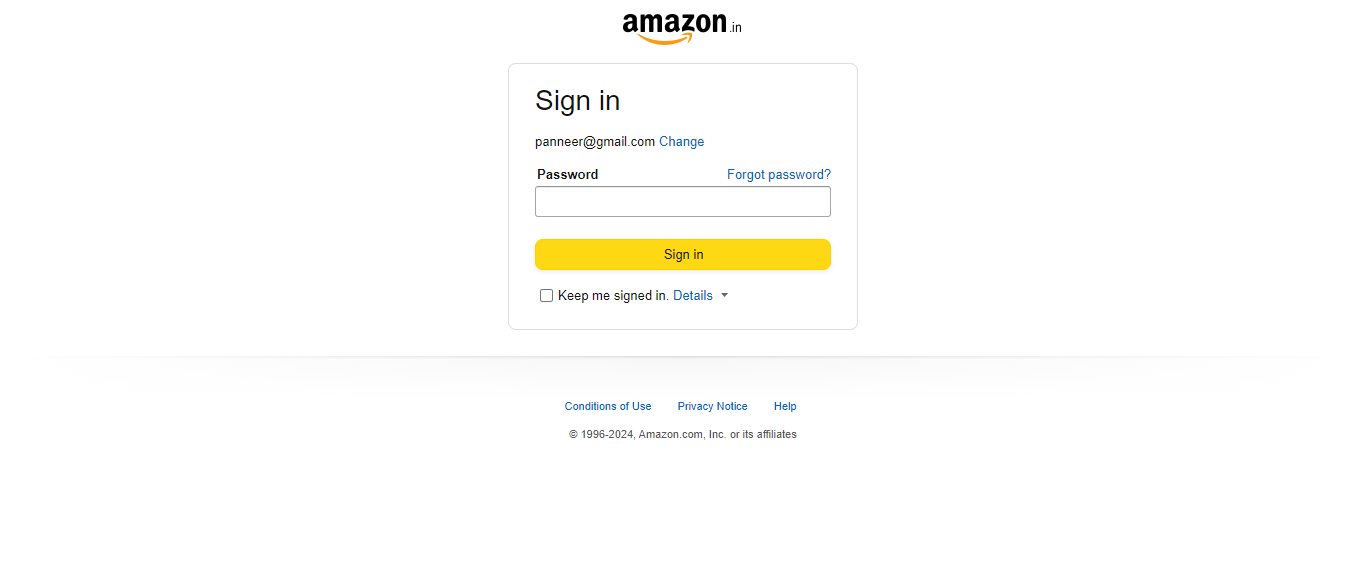 amazon.in
Sign in
panneer@gmail.com Change
Password Forgot password?
Sign in
Keep me signed in. Details
Conditions of Use Privacy Notice Help
© 1996-2024, Amazon.com, Inc. or its affiliates